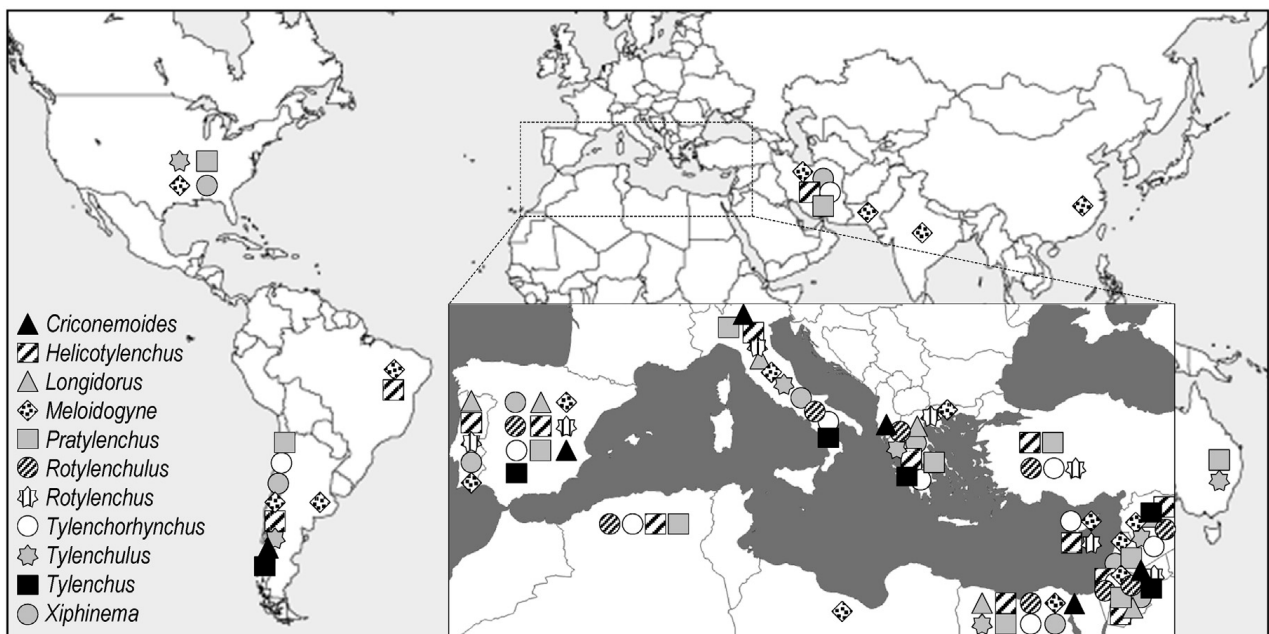 Criconemoides
Helicotylenchus
Longidorus
Meloidogyne
Pratylenchus
Rotylenchulus
Rotylenchus
Tylenchorhynchus
Tylenchulus
Tylenchus
Xiphinema